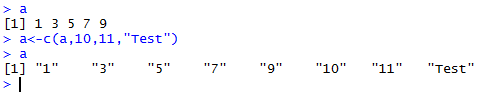 > a
[1] 1 3 5 7 9
> a<-c(a,10,11,"Test")
> a
[1] "1"    "3"    "5"    "7"    "9"    "10"   "11"   "Test"
>